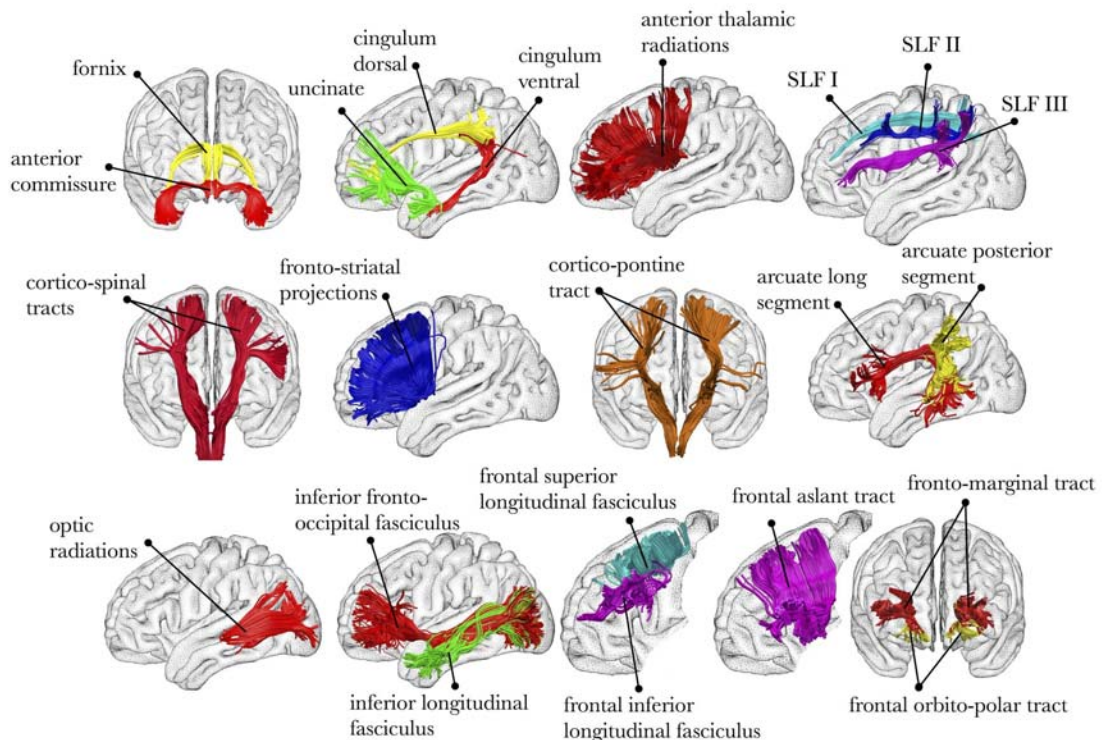 fornix
anterior
commissure
uncinate
cingulum
dorsal
cingulum
ventral
anterior thalamic
radiations
SLF I
SLF II
SLF III
cortico-spinal
tracts
fronto-striatal
projections
cortico-pontine
tract
arcuate long
segment
arcuate posterior
segment
optic
radiations
inferior fronto-
occipital fasciculus
inferior longitudinal
fasciculus
frontal superior
longitudinal fasciculus
frontal inferior
longitudinal fasciculus
frontal aslant tract
fronto-marginal tract
frontal orbito-polar tract